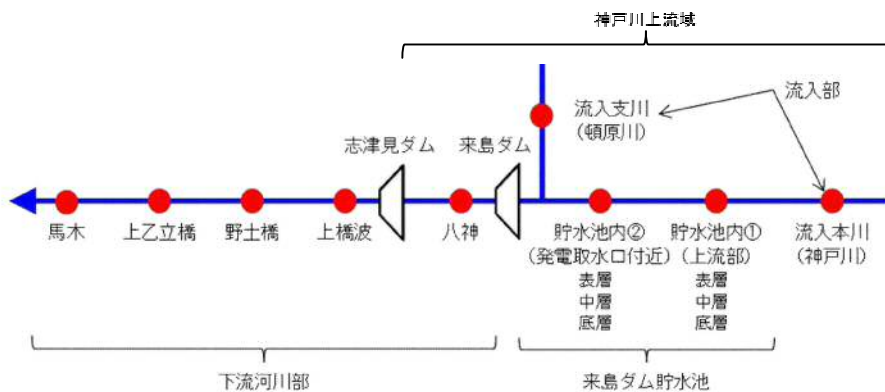 神戸川上流域
流入支川
(頓原川)
流入部
志津見ダム
来島ダム
馬木
上乙立橋
野土橋
上橋波
八神
貯水池内②
(発電取水口付近)
表層
中層
底層
貯水池内①
(上流部)
表層
中層
底層
流入本川
(神戸川)
下流河川部
来島ダム貯水池